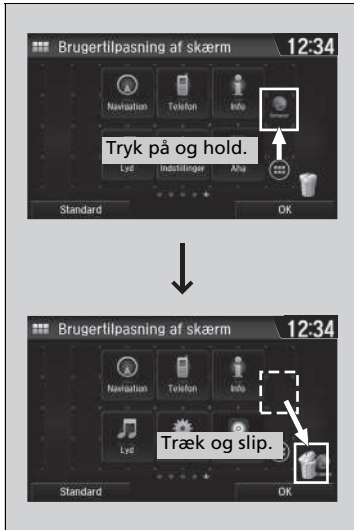 Brugertilpasning af skærm 12:34
Navigation Telefon Info
Tryk på og hold.
Lyd Indstillinger Aha
Standard OK
Brugertilpasning af skærm 12:34
Navigation Telefon Info
Træk og slip.
Lyd
Standard OK